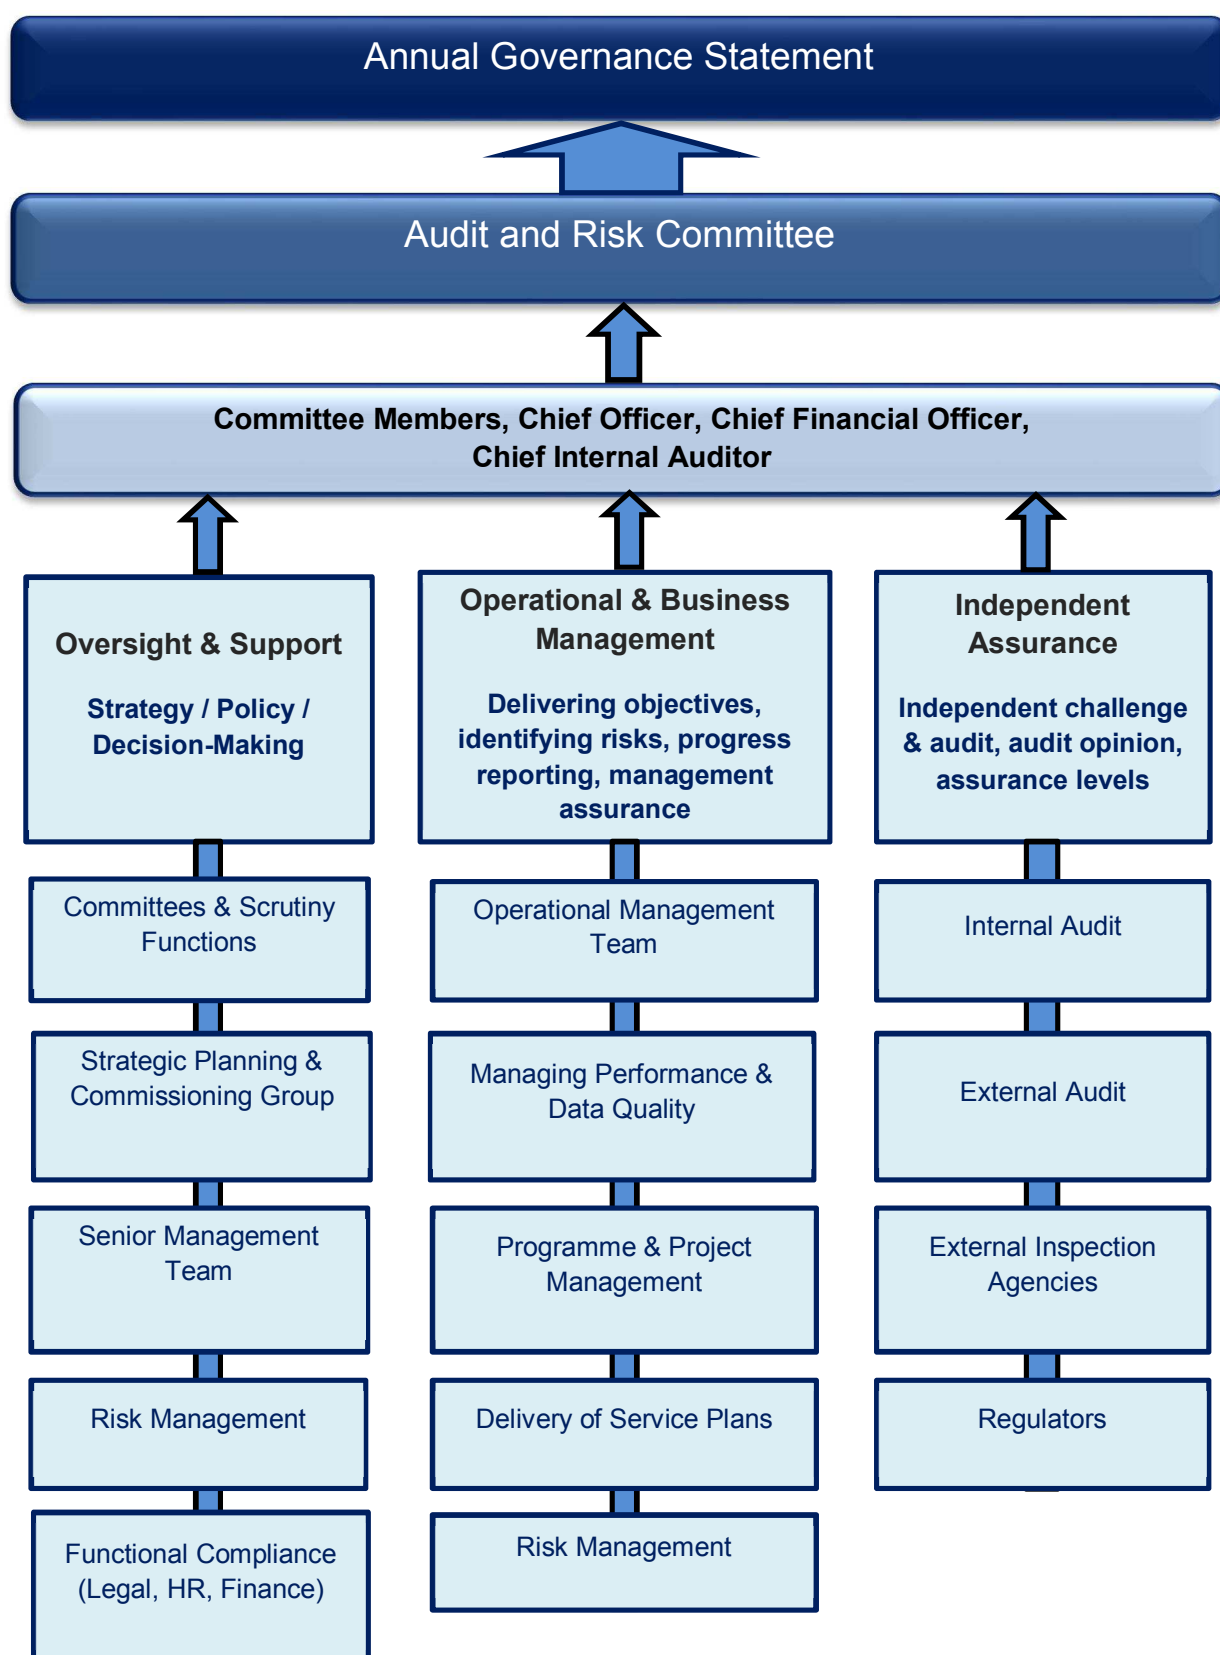 Annual Governance Statement
Audit and Risk Committee
Committee Members, Chief Officer, Chief Financial Officer,
Chief Internal Auditor
Oversight & Support
Strategy / Policy /
Decision-Making
Committees & Scrutiny
Functions
Strategic Planning &
Commissioning Group
Senior Management
Team
Risk Management
Functional Compliance
(Legal, HR, Finance)
Operational & Business
Management
Delivering objectives,
identifying risks, progress
reporting, management
assurance
Operational Management
Team
Managing Performance &
Data Quality
Programme & Project
Management
Delivery of Service Plans
Risk Management
Independent
Assurance
Independent challenge
& audit, audit opinion,
assurance levels
Internal Audit
External Audit
External Inspection
Agencies
Regulators